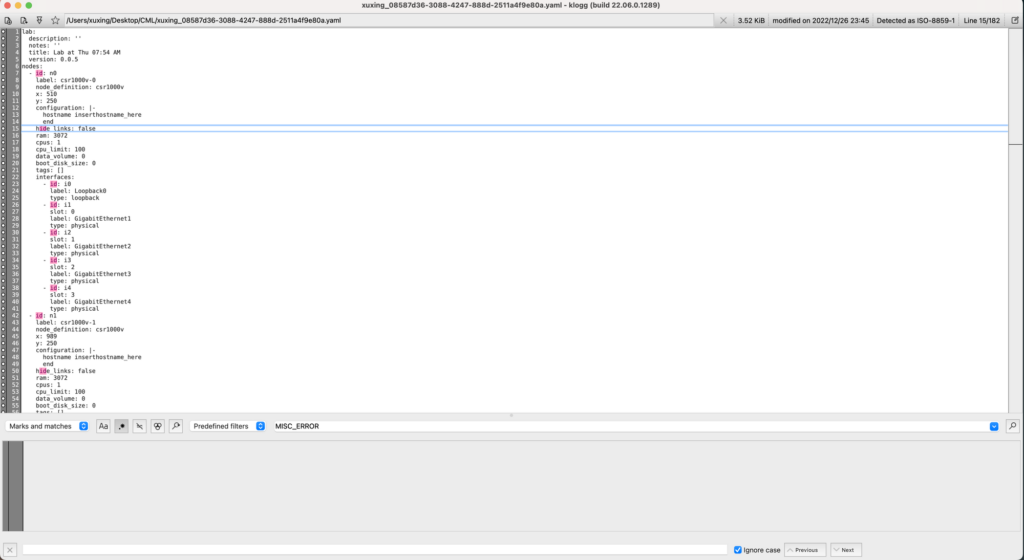 xuxing_08587d36-3088-4247-888d-2511a4f9e80a.yaml - klogg (build 22.06.0.1289)
/Users/xuxing/Desktop/CML/xuxing_08587d36-3088-4247-888d-2511a4f9e80a.yaml 3.52 KiB modified on 2022/12/26 23:45 Detected as ISO-8859-1 Line 15/182
1 lab:
2 description: ''
3 notes: ''
4 title: Lab at Thu 07:54 AM
5 version: 0.0.5
6 nodes:
7 - id: n0
8 label: csr1000v-0
9 node_definition: csr1000v
10 x: 510
11 y: 250
12 configuration: |-
13 hostname inserthostname_here
14 end
15 hide_links: false
16 ram: 3072
17 cpus: 1
18 cpu_limit: 100
19 data_volume: 0
20 boot_disk_size: 0
21 tags: []
22 interfaces:
23 - id: i0
24 label: Loopback0
25 type: loopback
26 - id: i1
27 slot: 0
28 label: GigabitEthernet1
29 type: physical
30 - id: i2
31 slot: 1
32 label: GigabitEthernet2
33 type: physical
34 - id: i3
35 slot: 2
36 label: GigabitEthernet3
37 type: physical
38 - id: i4
39 slot: 3
40 label: GigabitEthernet4
41 type: physical
42 - id: n1
43 label: csr1000v-1
44 node_definition: csr1000v
45 x: 989
46 y: 250
47 configuration: |-
48 hostname inserthostname_here
49 end
50 hide_links: false
51 ram: 3072
52 cpus: 1
53 cpu_limit: 100
54 data_volume: 0
55 boot_disk_size: 0
tags: []
Marks and matches Aa .* Predefined filters MISC_ERROR
Ignore case Previous Next